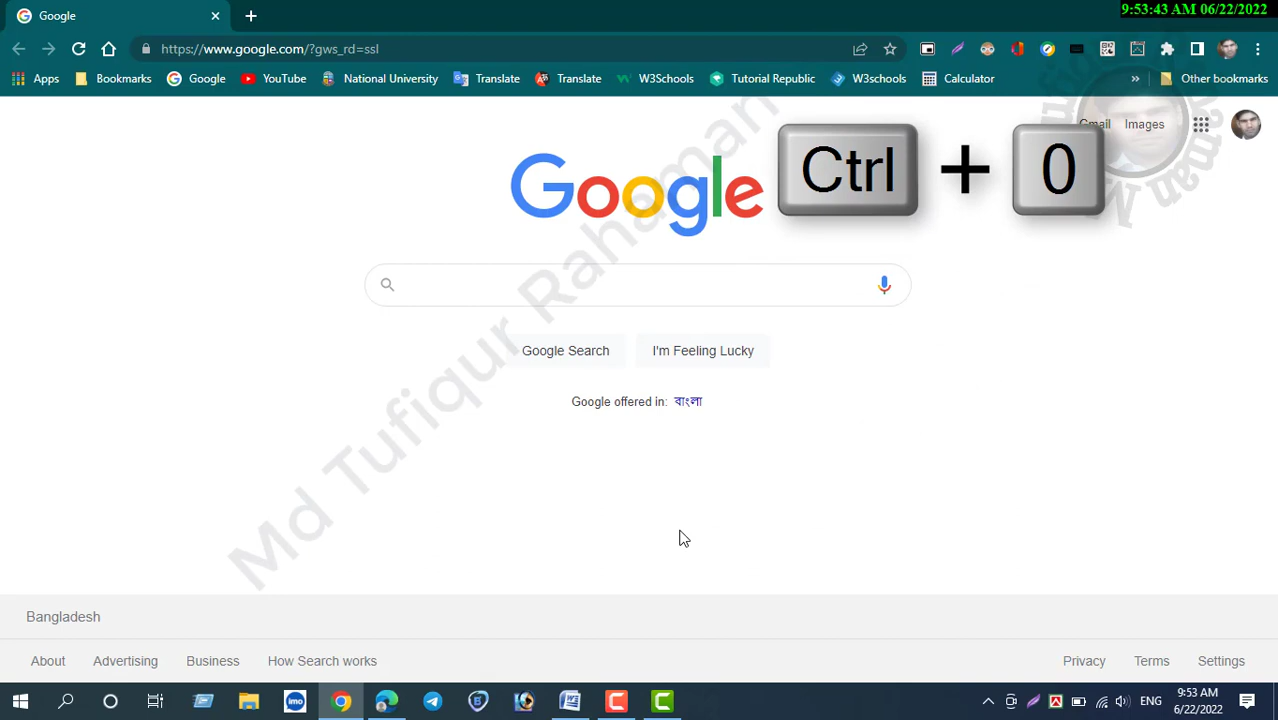 9:53:43 AM 06/22/2022
Google
https://www.google.com/?gws_rd=ssl
Apps Bookmarks Google YouTube National University Translate Translate W3Schools Tutorial Republic W3schools Calculator » Other bookmarks
Gmail Images
Google
Ctrl + 0
Google Search I'm Feeling Lucky
Google offered in: বাংলা
Md Tufiqur Rahaman
Bangladesh
About Advertising Business How Search works Privacy Terms Settings
imo ENG 9:53 AM
6/22/2022